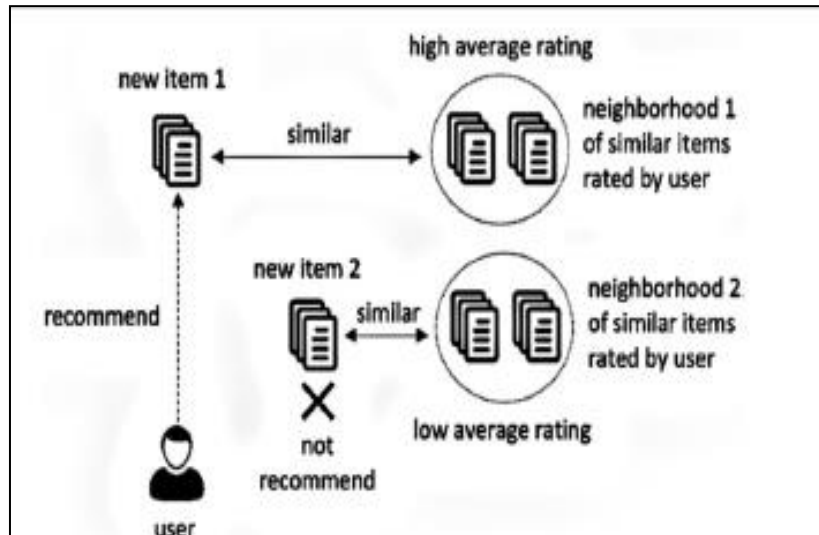 high average rating
new item 1
similar
neighborhood 1
of similar items
rated by user
new item 2
recommend
similar
neighborhood 2
of similar items
rated by user
not
recommend
low average rating
user